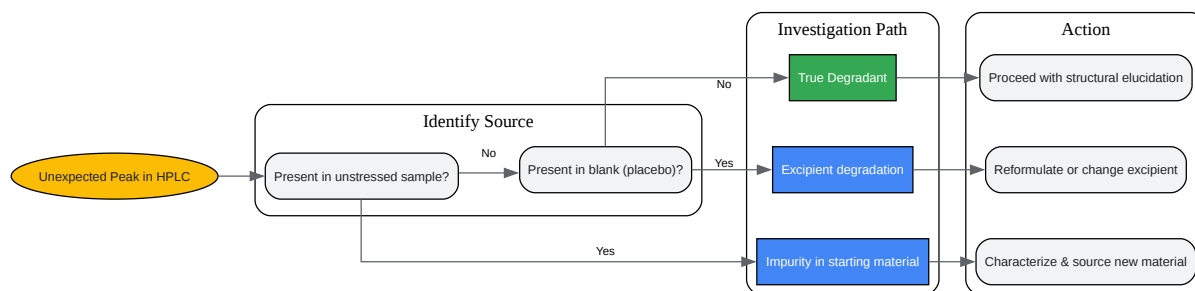 Investigation Path
Action
No
True Degradant
Proceed with structural elucidation
Identify Source
Unexpected Peak in HPLC
Present in unstressed sample?
No
Present in blank (placebo)?
Yes
Excipient degradation
Reformulate or change excipient
Yes
Impurity in starting material
Characterize & source new material